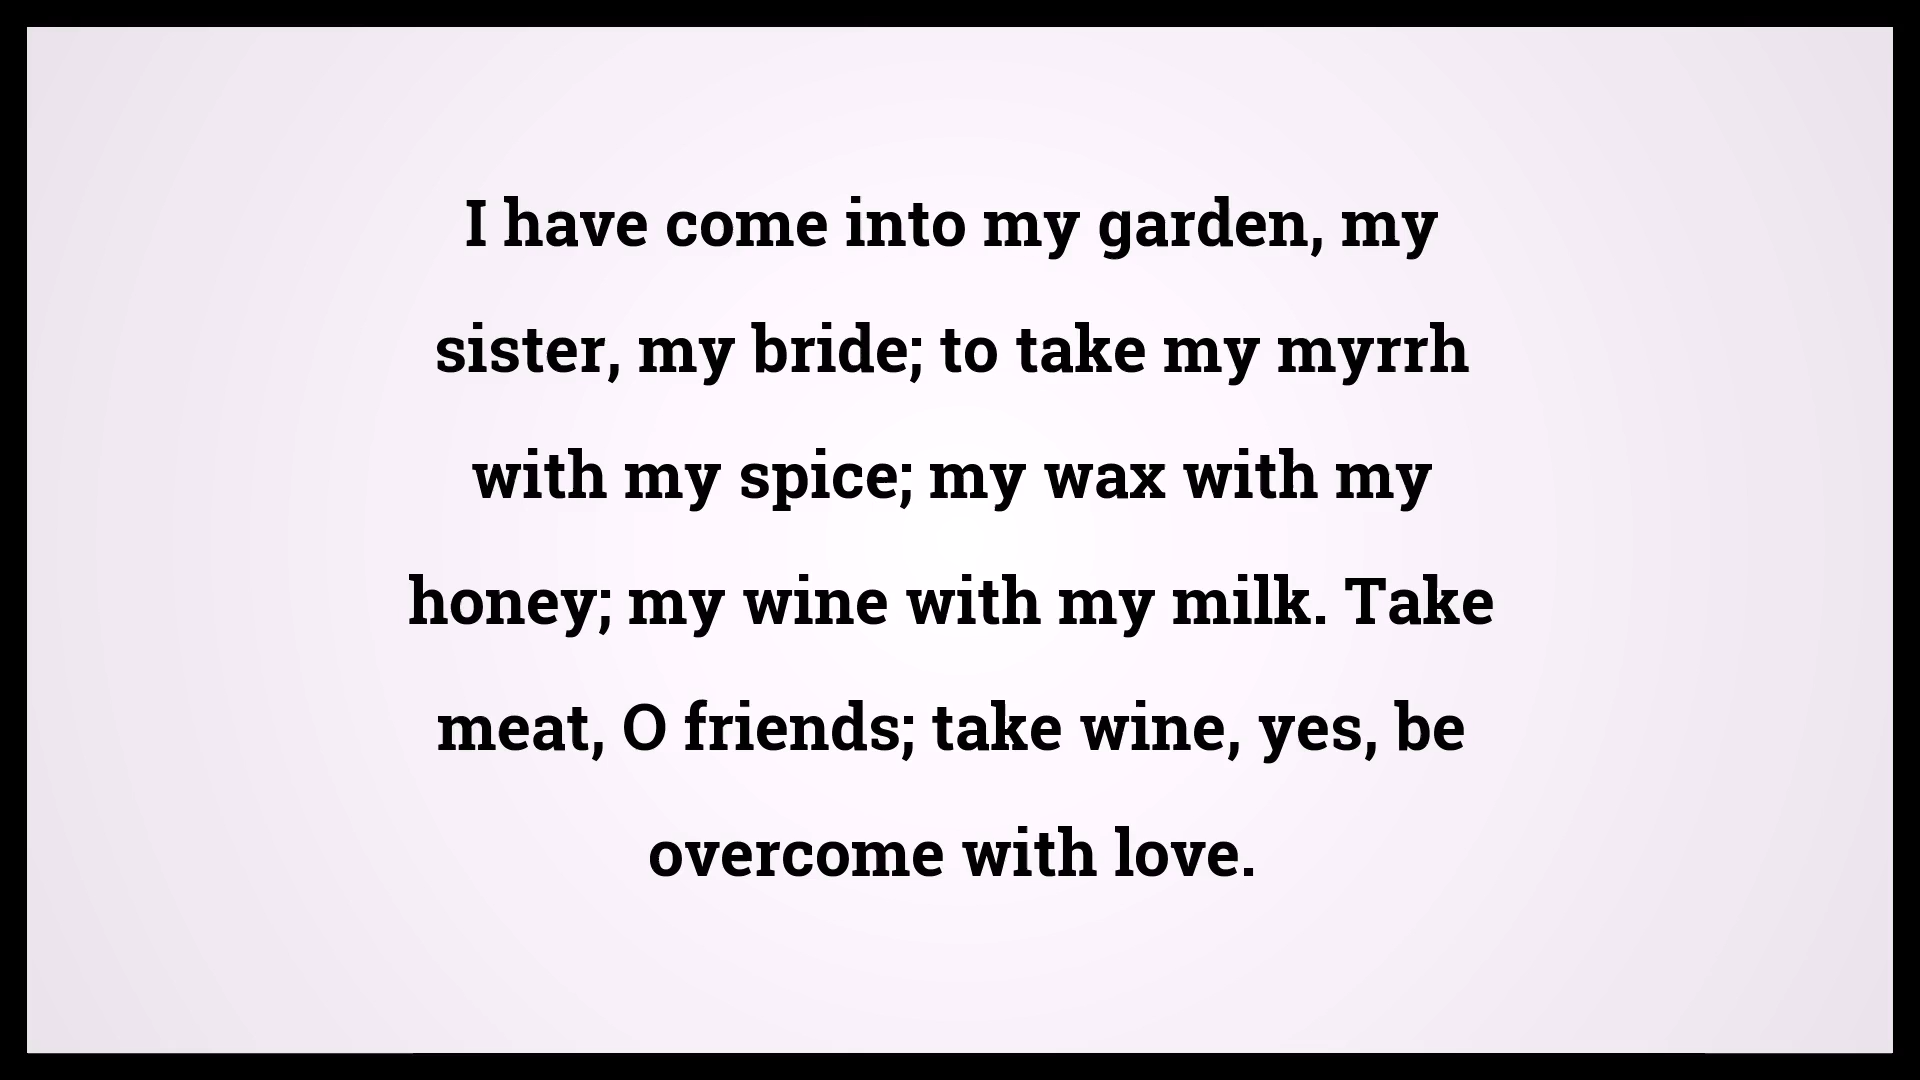 I have come into my garden, my
sister, my bride; to take my myrrh
with my spice; my wax with my
honey; my wine with my milk. Take
meat, O friends; take wine, yes, be
overcome with love.